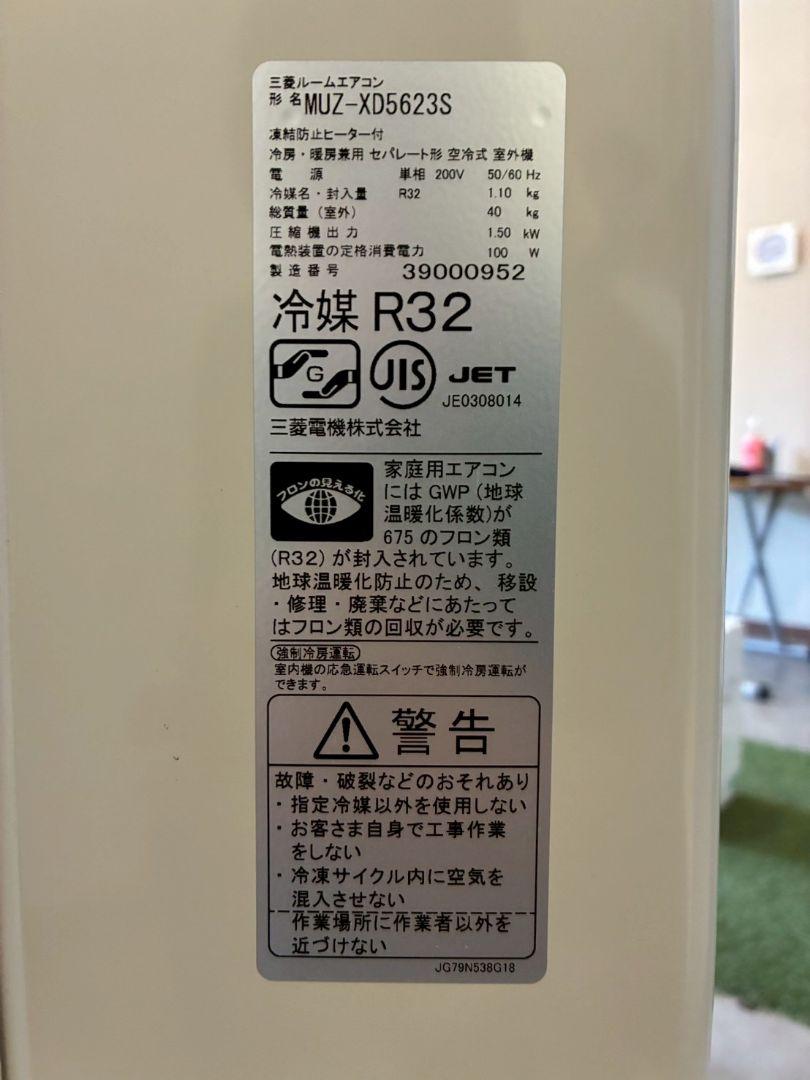 三菱ルームエアコン
形名 MUZ-XD5623S
凍結防止ヒーター付
冷房・暖房兼用 セパレート形 空冷式 室外機
電源 単相 200V 50/60 Hz
冷媒名・封入量 R32 1.10 kg
総質量（室外） 40 kg
圧縮機出力 1.50 kW
電熱装置の定格消費電力 100 W
製造番号 39000952
冷媒 R32
G JIS JET
JE0308014
三菱電機株式会社
フロンの見える化
家庭用エアコン
には GWP（地球
温暖化係数)が
675 のフロン類
(R32) が封入されています。
地球温暖化防止のため、移設
・修理・廃棄などにあたって
はフロン類の回収が必要です。
強制冷房運転
室内機の応急運転スイッチで強制冷房運転が
できます。
警告
故障・破裂などのおそれあり
・指定冷媒以外を使用しない
・お客さま自身で工事作業
をしない
・冷凍サイクル内に空気を
混入させない
作業場所に作業者以外を
近づけない
JG79N538G18